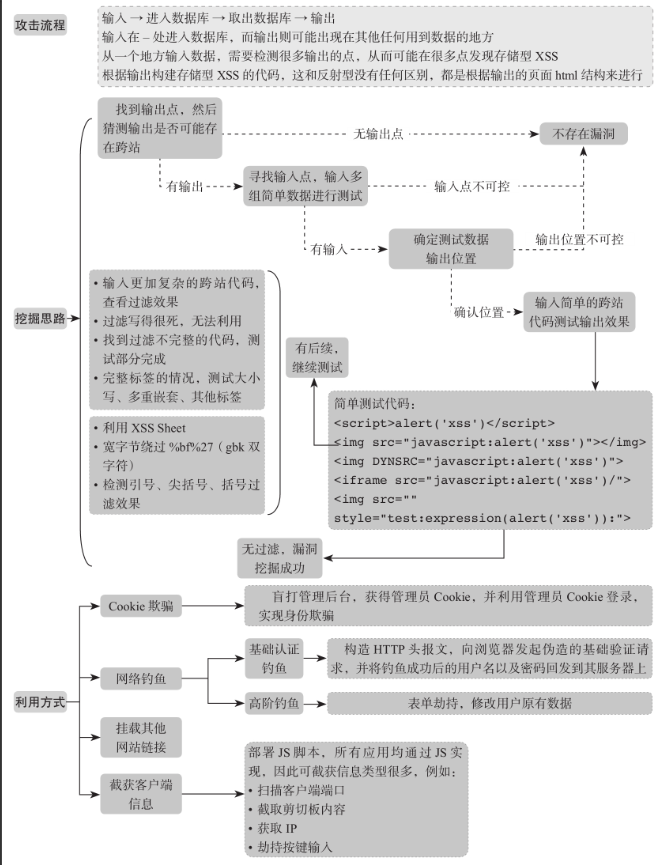 攻击流程
输入 → 进入数据库 → 取出数据库 → 输出
输入在 – 处进入数据库，而输出则可能出现在其他任何用到数据的地方
从一个地方输入数据，需要检测很多输出的点，从而可能在很多点发现存储型 XSS
根据输出构建存储型 XSS 的代码，这和反射型没有任何区别，都是根据输出的页面 html 结构来进行
挖掘思路
找到输出点，然后
猜测输出是否可能存
在跨站
无输出点
不存在漏洞
有输出
寻找输入点，输入多
组简单数据进行测试
输入点不可控
有输入
确定测试数据
输出位置
输出位置不可控
确认位置
输入简单的跨站
代码测试输出效果
• 输入更加复杂的跨站代码，
查看过滤效果
• 过滤写得很死，无法利用
• 找到过滤不完整的代码，测
试部分完成
• 完整标签的情况，测试大小
写、多重嵌套、其他标签
• 利用 XSS Sheet
• 宽字节绕过 %bf%27（gbk 双
字符）
• 检测引号、尖括号、括号过
滤效果
有后续，
继续测试
简单测试代码：
<script>alert('xss')</script>
<img src="javascript:alert('xss')"></img>
<img DYNSRC="javascript:alert('xss')">
<iframe src="javascript:alert('xss')/">
<img src=""
style="test:expression(alert('xss')):">
无过滤，漏洞
挖掘成功
利用方式
Cookie 欺骗
盲打管理后台，获得管理员 Cookie，并利用管理员 Cookie 登录，
实现身份欺骗
网络钓鱼
基础认证
钓鱼
构造 HTTP 头报文，向浏览器发起伪造的基础验证请
求，并将钓鱼成功后的用户名以及密码回发到其服务器上
高阶钓鱼
表单劫持，修改用户原有数据
挂载其他
网站链接
截获客户端
信息
部署 JS 脚本，所有应用均通过 JS 实
现，因此可截获信息类型很多，例如：
• 扫描客户端端口
• 截取剪切板内容
• 获取 IP
• 劫持按键输入